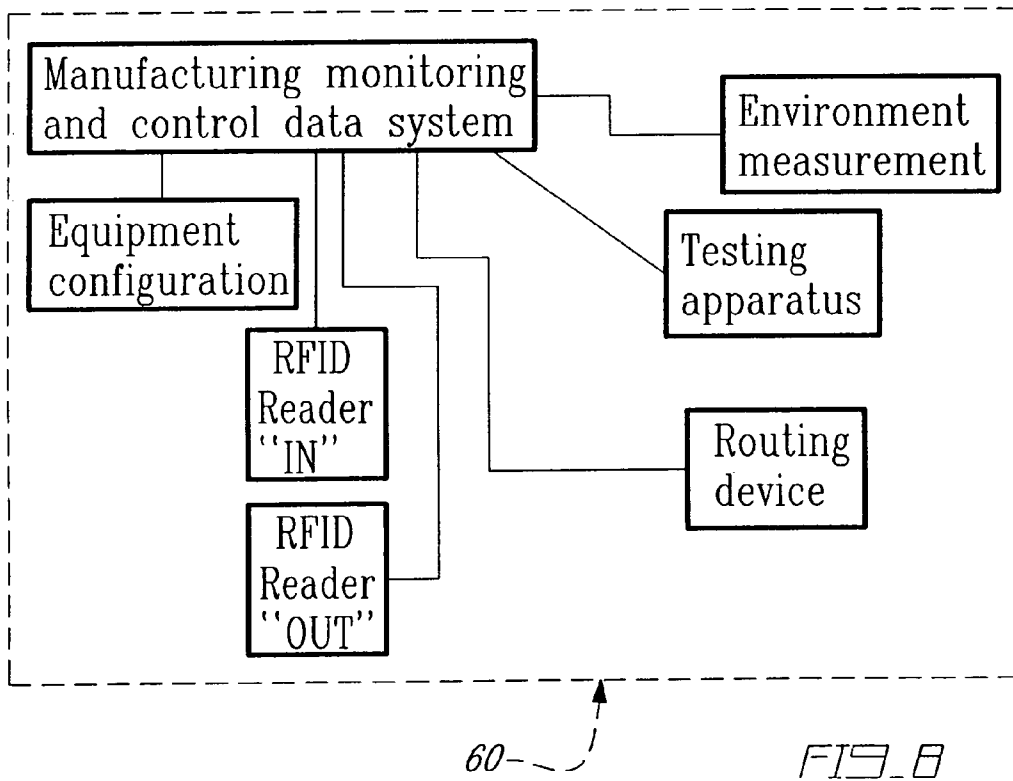 Manufacturing monitoring
and control data system
Environment
measurement
Equipment
configuration
Testing
apparatus
RFID
Reader
``IN"
Routing
device
RFID
Reader
``OUT"
60
FIG_8